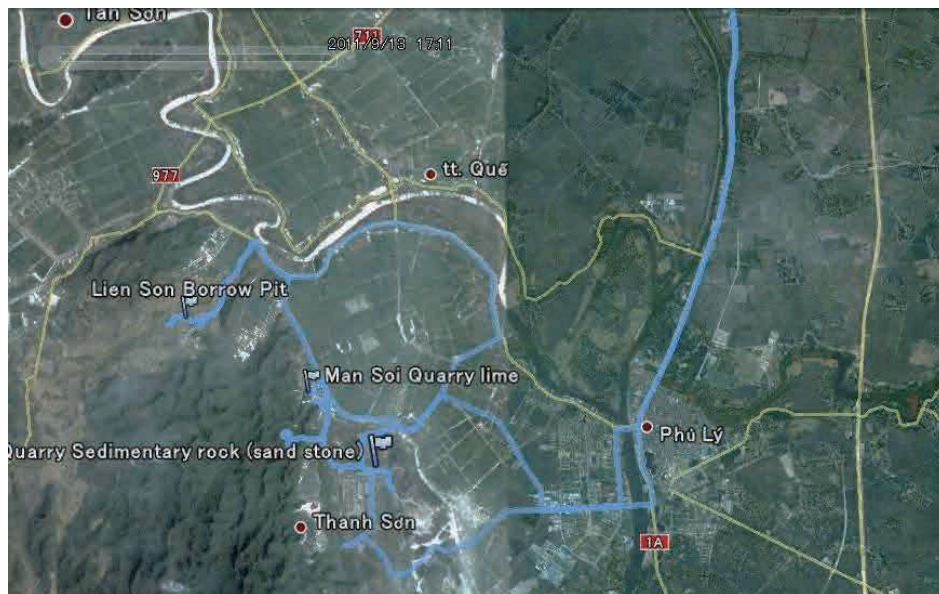 Tân Sơn
711
2011/9/13 17:11
977
tt. Quế
Lien Son Borrow Pit
Man Soi Quarry lime
Quarry Sedimentary rock (sand stone)
Phủ Lý
Thanh Sơn
1A